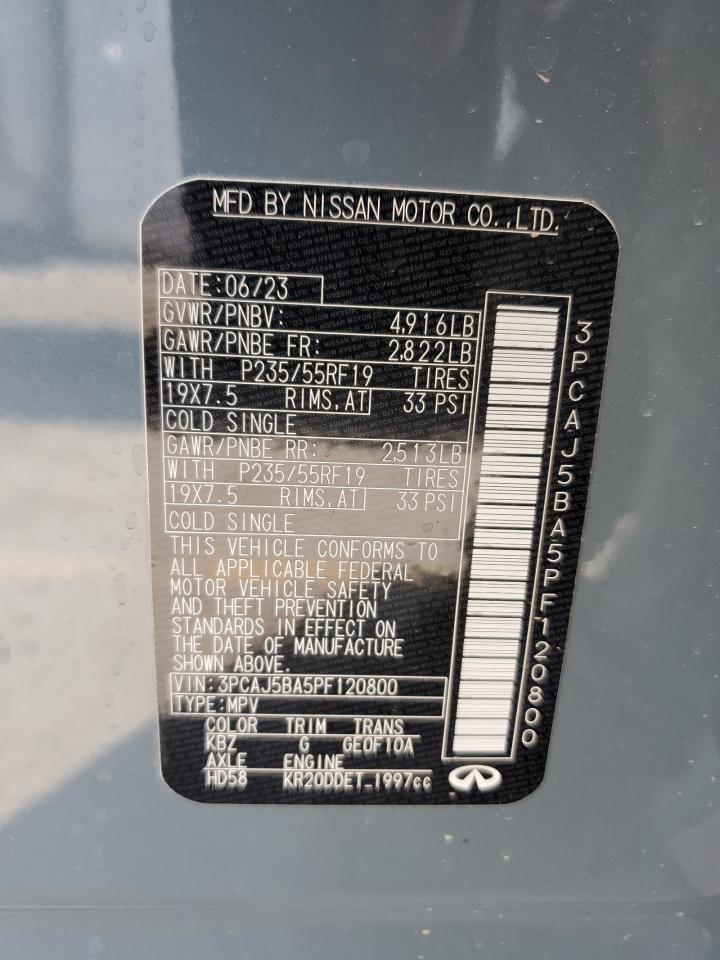 MFD BY NISSAN MOTOR CO., LTD.
DATE:06/23
GVWR/PNBV: 4,916LB
GAWR/PNBE FR: 2,822LB
WITH P235/55RF19 TIRES
19X7.5 RIMS,AT 33 PSI
COLD SINGLE
GAWR/PNBE RR: 2,513LB
WITH P235/55RF19 TIRES
19X7.5 RIMS,AT 33 PSI
COLD SINGLE
THIS VEHICLE CONFORMS TO
ALL APPLICABLE FEDERAL
MOTOR VEHICLE SAFETY
AND THEFT PREVENTION
STANDARDS IN EFFECT ON
THE DATE OF MANUFACTURE
SHOWN ABOVE.
VIN:3PCAJ5BA5PF120800
TYPE:MPV
COLOR TRIM TRANS
KBZ G GE0F10A
AXLE ENGINE
HD58 KR20DDET_1997cc
3PCAJ5BA5PF120800